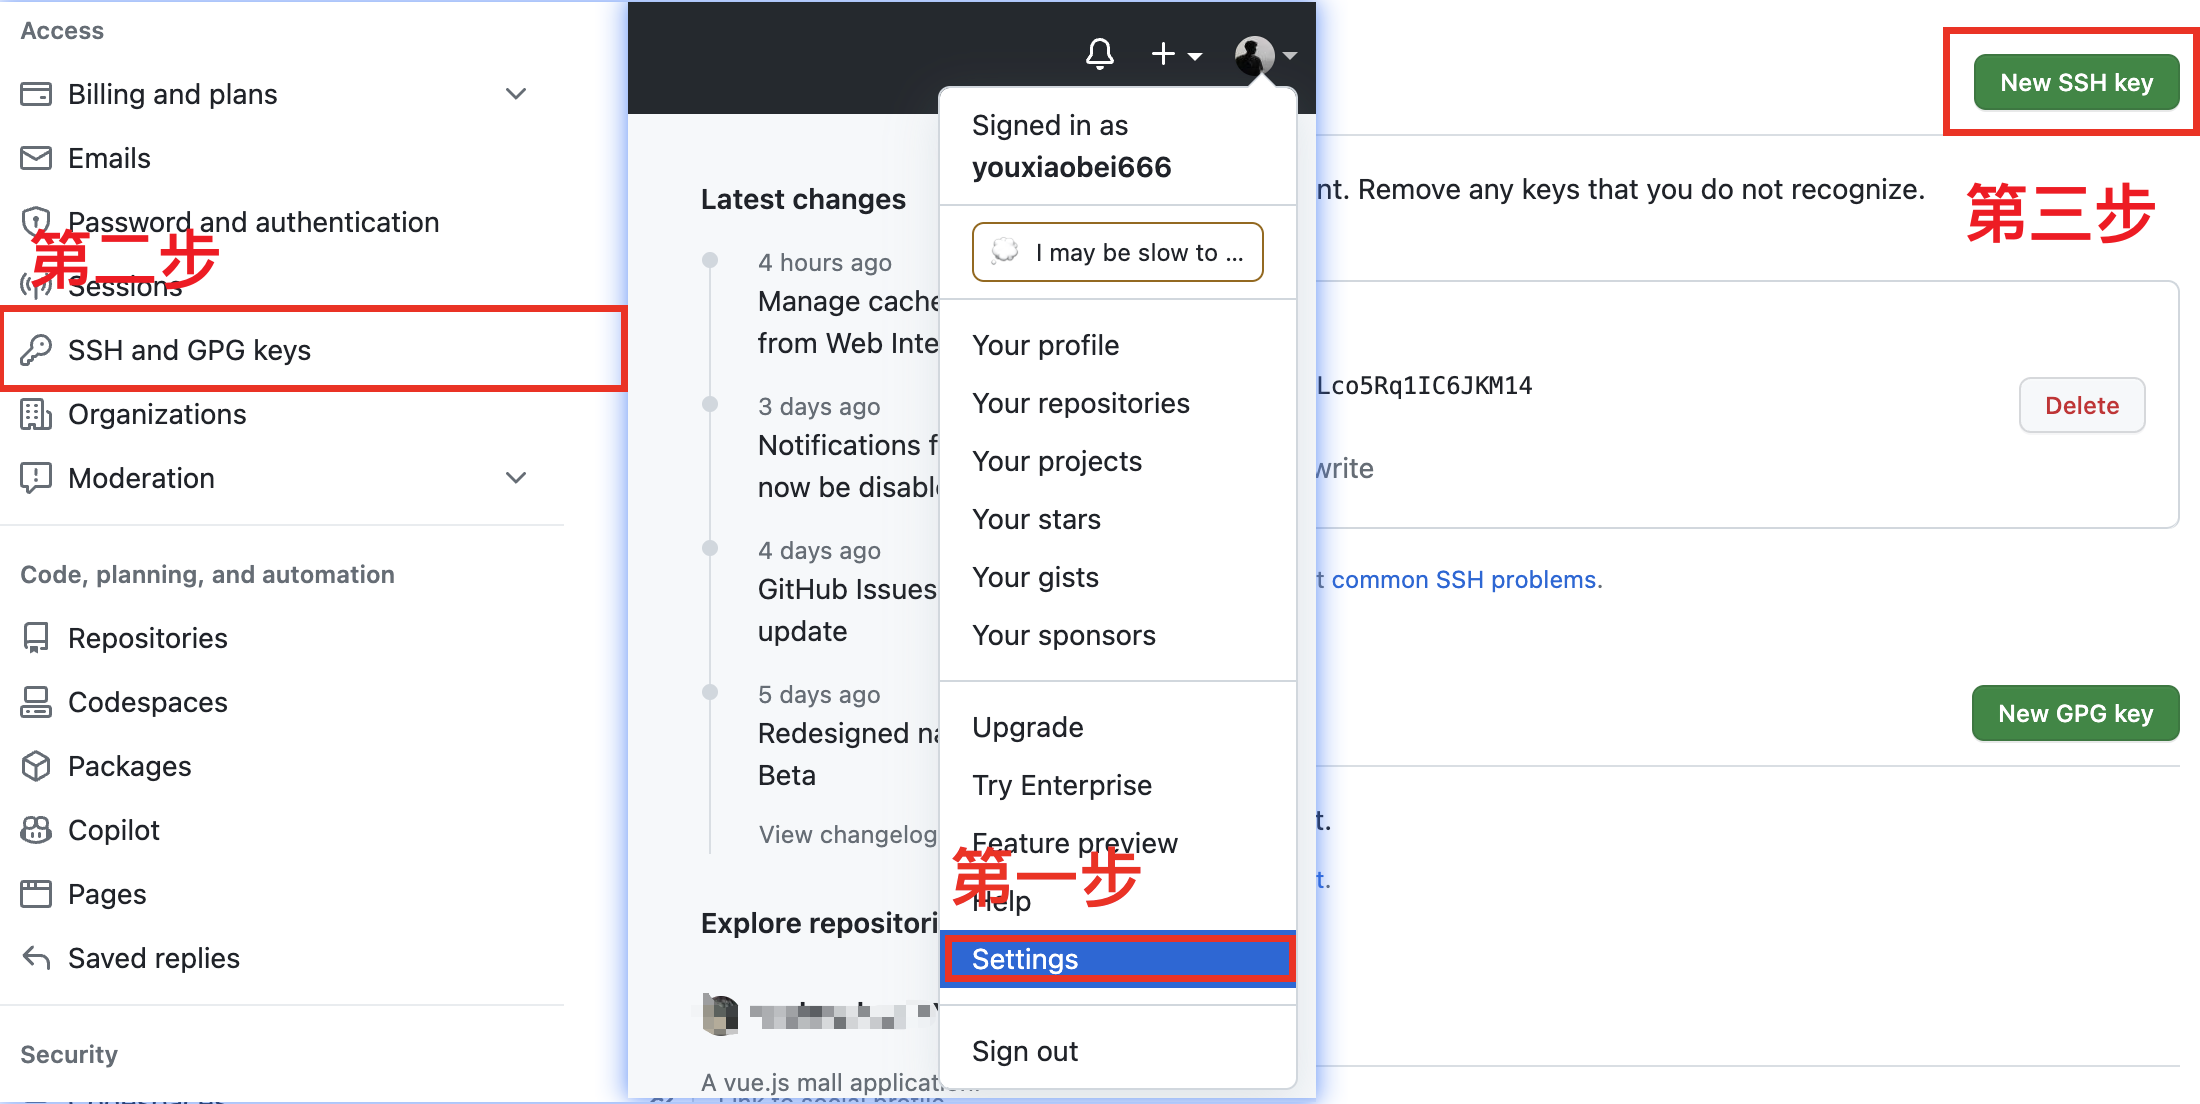 Access
Billing and plans
Emails
Password and authentication
第二步
Sessions
SSH and GPG keys
Organizations
Moderation
Code, planning, and automation
Repositories
Codespaces
Packages
Copilot
Pages
Saved replies
Security
Latest changes
4 hours ago
Manage cache
from Web Inte
3 days ago
Notifications f
now be disabl
4 days ago
GitHub Issues
update
5 days ago
Redesigned na
Beta
View changelog
Explore repositori
A vue.js mall application.
Signed in as
youxiaobei666
I may be slow to ...
Your profile
Your repositories
Your projects
Your stars
Your gists
Your sponsors
Upgrade
Try Enterprise
Feature preview
第一步
Help
Settings
Sign out
New SSH key
nt. Remove any keys that you do not recognize.
第三步
Lco5Rq1IC6JKM14
Delete
write
t common SSH problems.
New GPG key
t.
t.